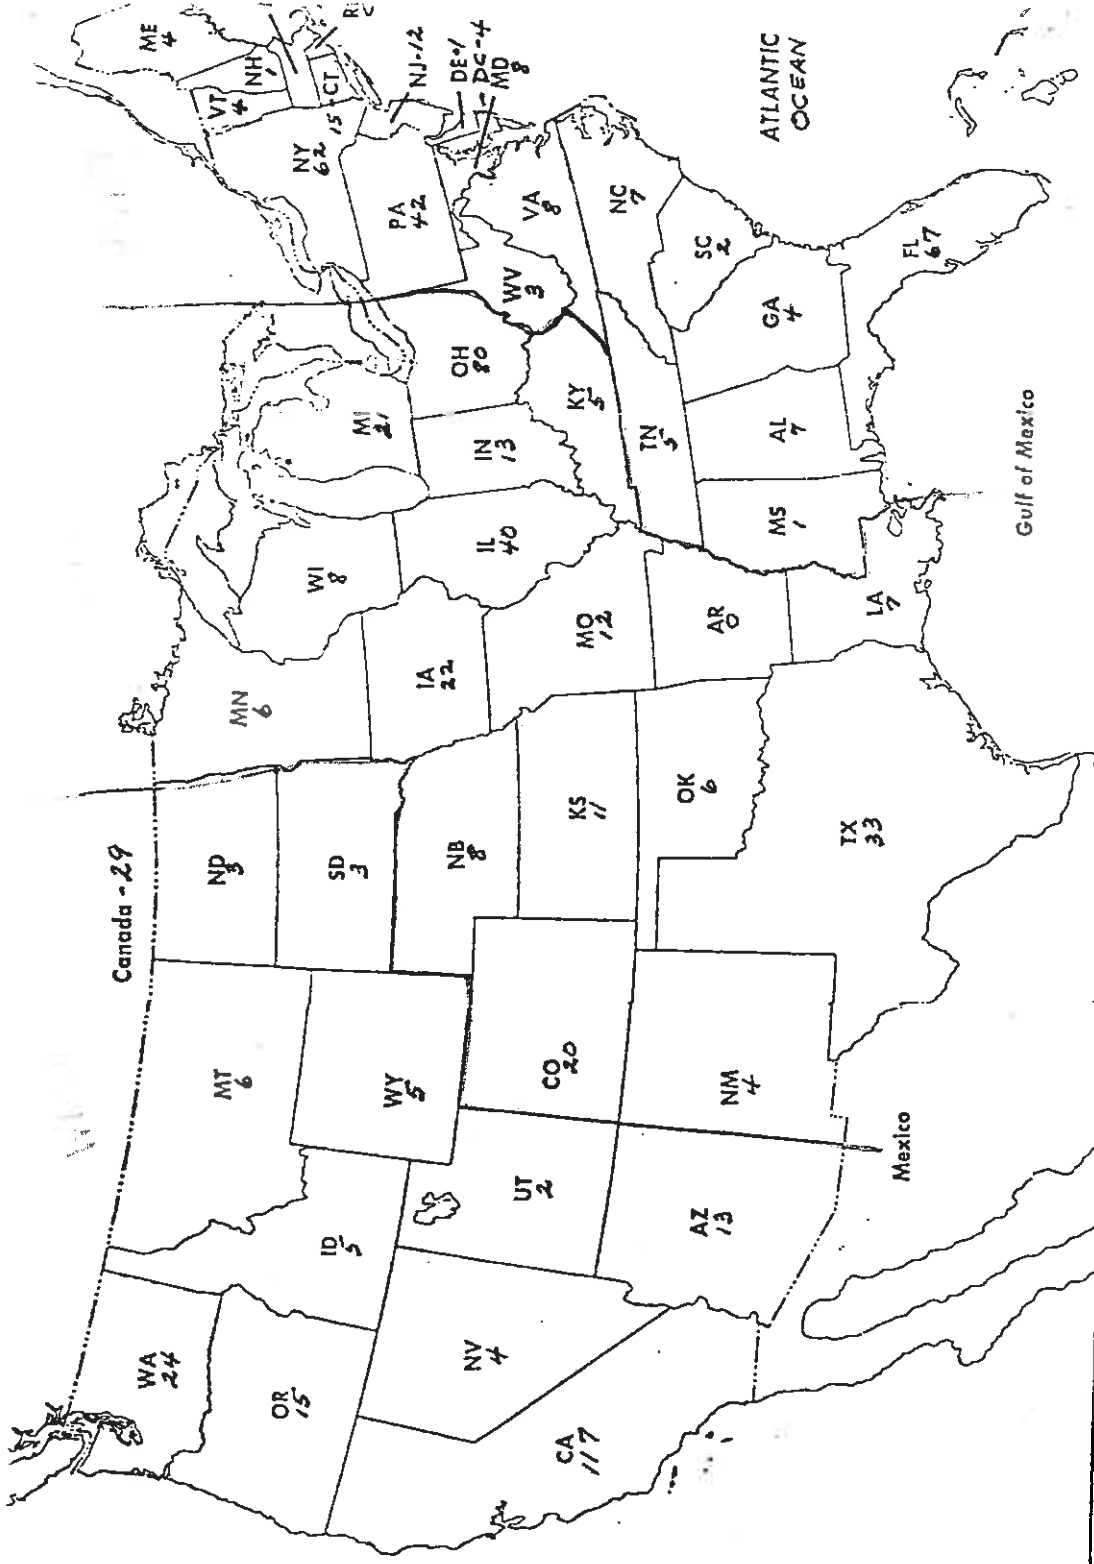 Canada - 29
WA
24
OR
15
CA
117
NV
4
ID
5
MT
6
WY
5
UT
2
AZ
13
CO
20
NM
4
ND
3
SD
3
NB
8
KS
11
OK
6
TX
33
MN
6
IA
22
MO
12
AR
0
LA
7
WI
8
IL
40
MI
21
IN
13
OH
80
KY
5
TN
5
MS
1
AL
7
GA
4
FL
67
SC
2
NC
7
VA
8
WV
3
PA
42
NY
62
VT
4
NH
1
ME
4
15-CT
NJ-12
DE-1
DC-4
MD
8
ATLANTIC
OCEAN
Gulf of Mexico
Mexico